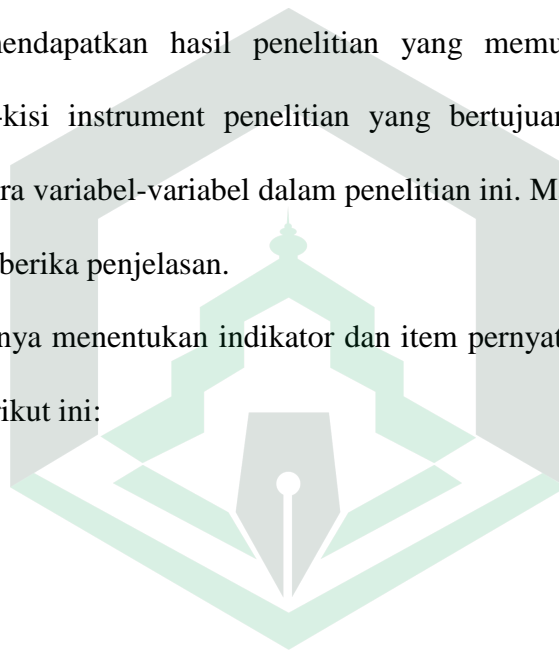 mendapatkan hasil penelitian yang memu
-kisi instrument penelitian yang bertujuan
ra variabel-variabel dalam penelitian ini. M
berika penjelasan.
nya menentukan indikator dan item pernyat
rikut ini: